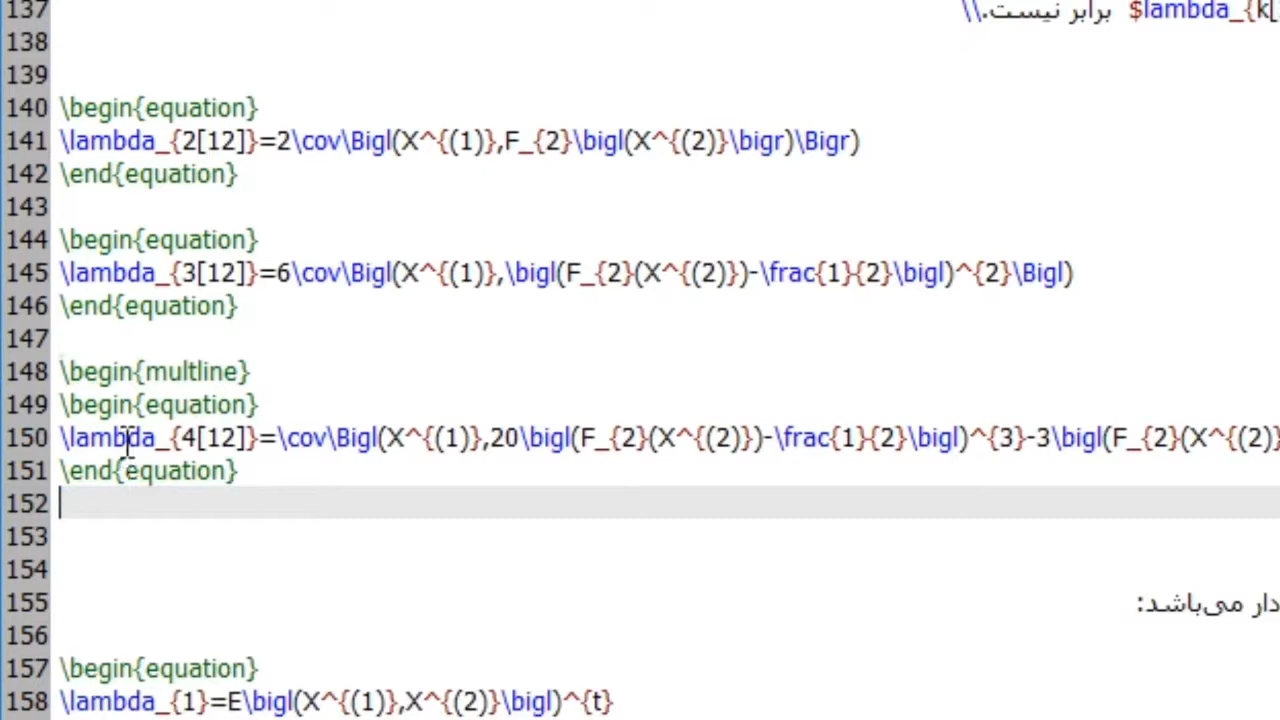 137 \\.برابر نیست $lambda_{k[
138
139
140 \begin{equation}
141 \lambda_{2[12]}=2\cov\Bigl(X^{(1)},F_{2}\bigl(X^{(2)}\bigr)\Bigr)
142 \end{equation}
143
144 \begin{equation}
145 \lambda_{3[12]}=6\cov\Bigl(X^{(1)},\bigl(F_{2}(X^{(2)})-\frac{1}{2}\bigl)^{2}\Bigl)
146 \end{equation}
147
148 \begin{multline}
149 \begin{equation}
150 \lambda_{4[12]}=\cov\Bigl(X^{(1)},20\bigl(F_{2}(X^{(2)})-\frac{1}{2}\bigl)^{3}-3\bigl(F_{2}(X^{(2)}
151 \end{equation}
152
153
154
155 دار می‌باشد:
156
157 \begin{equation}
158 \lambda_{1}=E\bigl(X^{(1)},X^{(2)}\bigl)^{t}